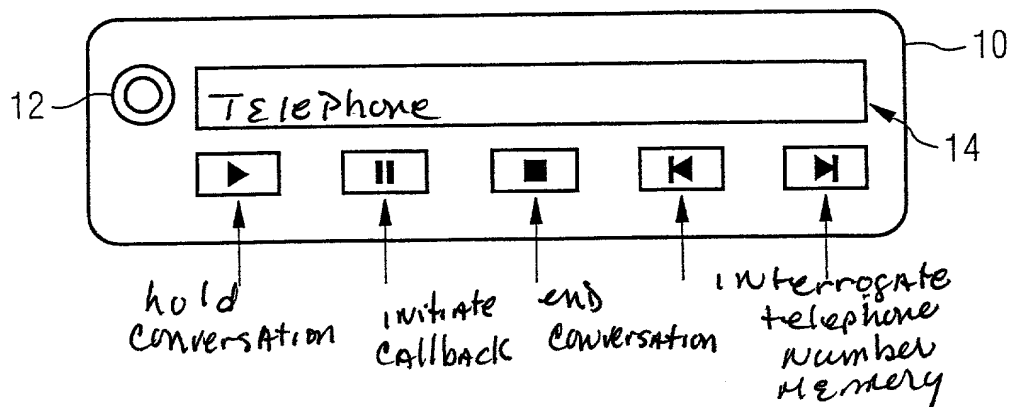 10
12
TElePhone
14
hold
conversAtion
initiAte
CAllbAck
enD
conversAtion
INterrogAte
telephone
Number
Memory